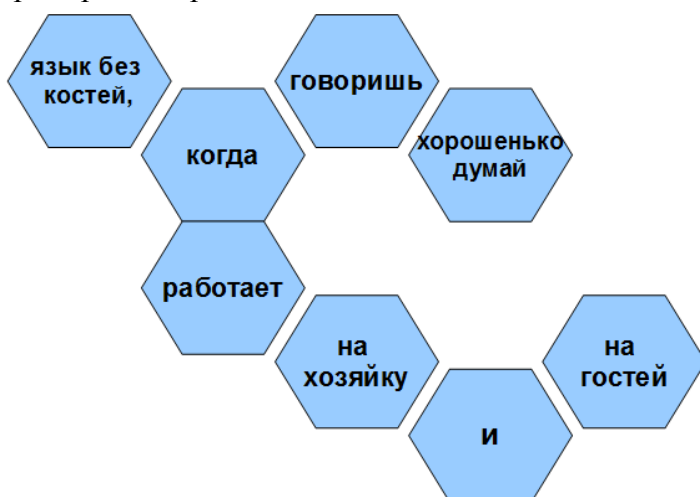 язык без
костей,
когда
говоришь
хорошенько
думай
работает
на
хозяйку
и
на
гостей